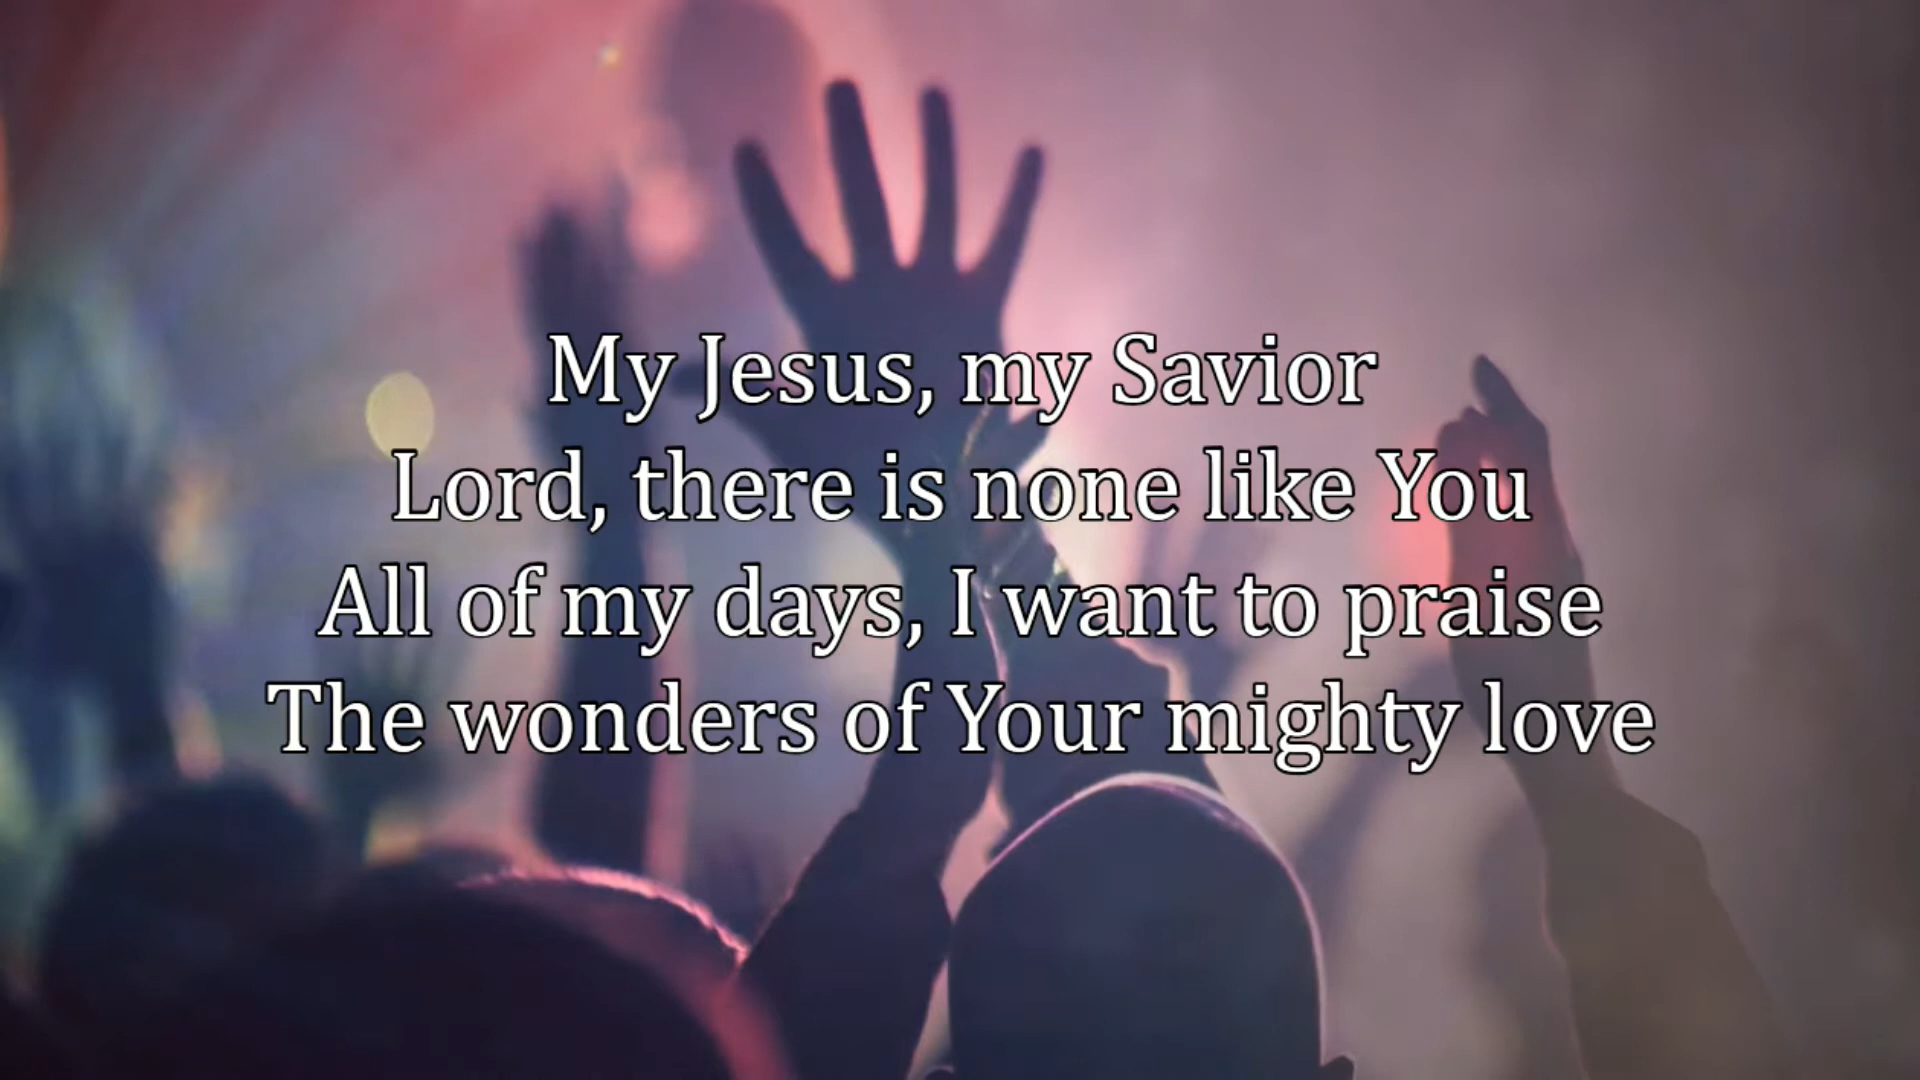 My Jesus, my Savior
Lord, there is none like You
All of my days, I want to praise
The wonders of Your mighty love